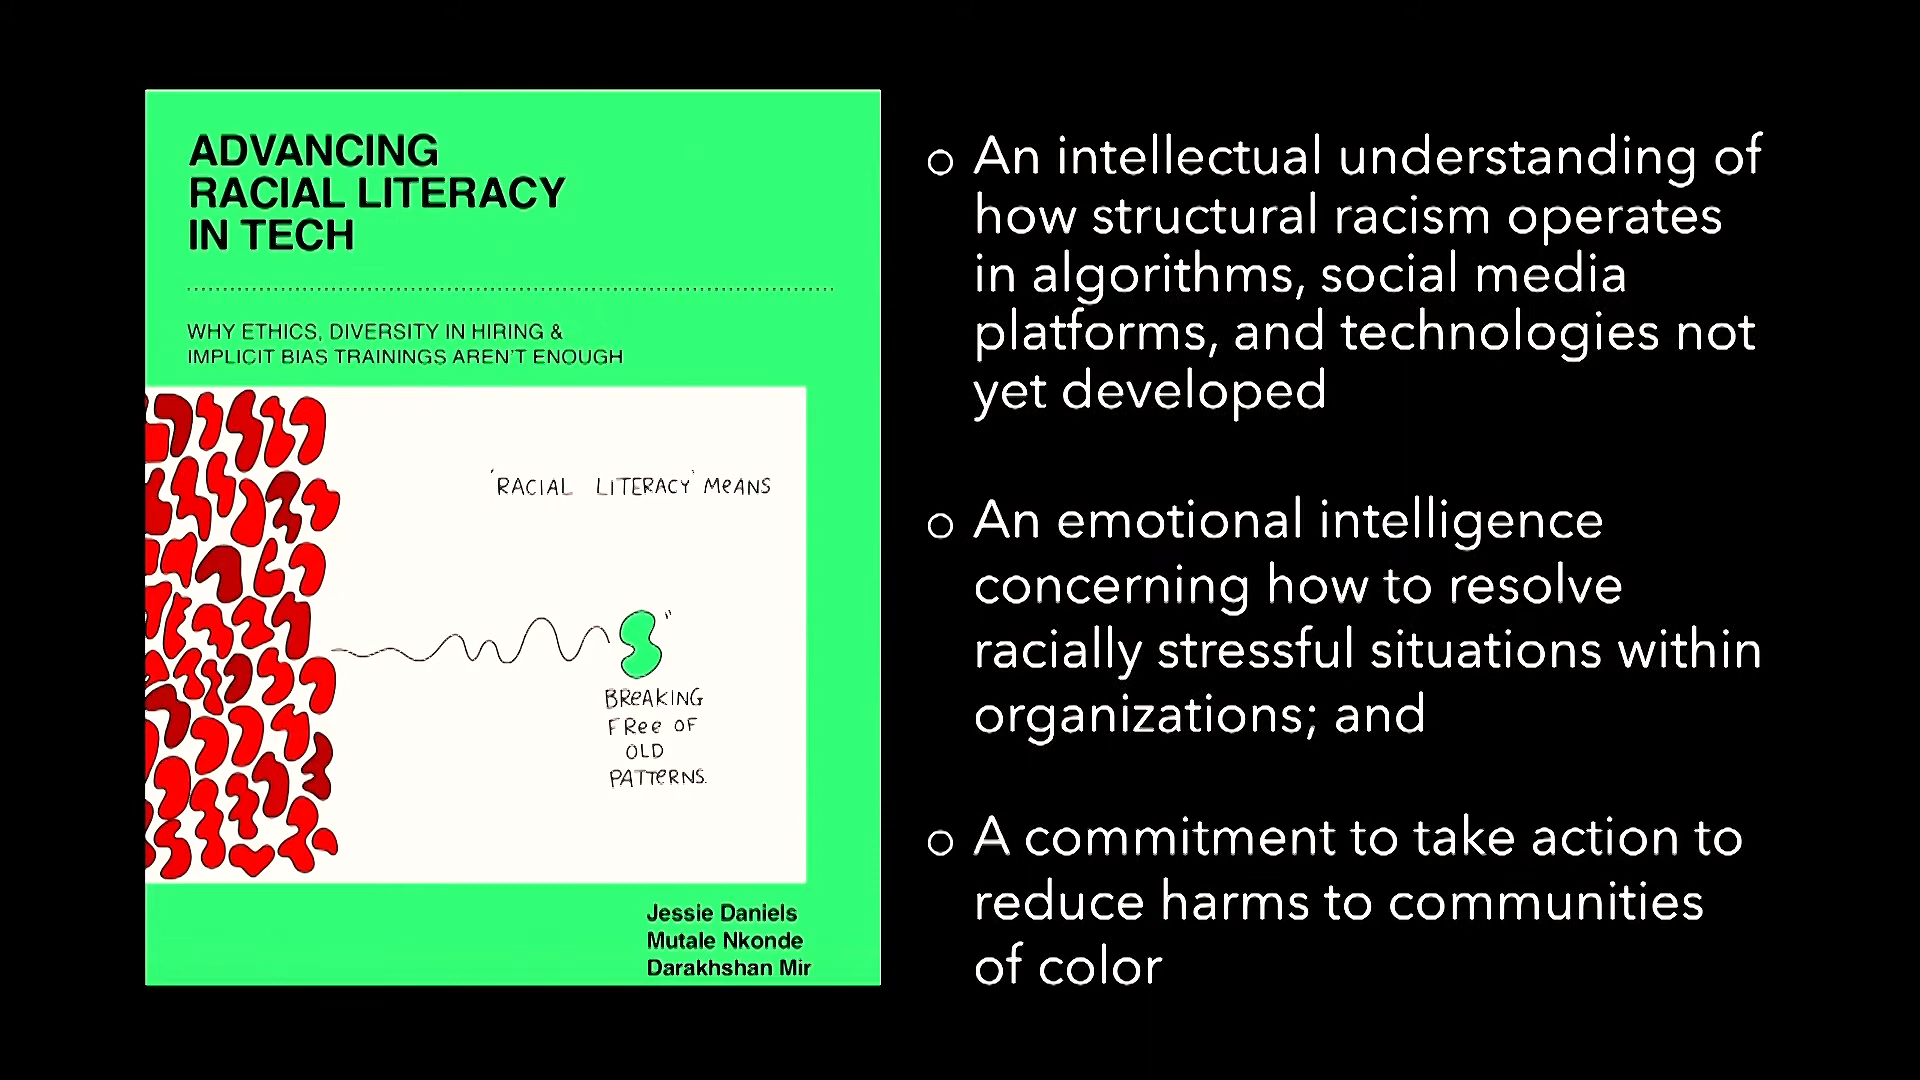 ADVANCING
RACIAL LITERACY
IN TECH
WHY ETHICS, DIVERSITY IN HIRING &
IMPLICIT BIAS TRAININGS AREN'T ENOUGH
'RACIAL LITERACY' MeANS
BReAKING
FRee OF
OLD
PATTeRNS.
Jessie Daniels
Mutale Nkonde
Darakhshan Mir
○ An intellectual understanding of
how structural racism operates
in algorithms, social media
platforms, and technologies not
yet developed
○ An emotional intelligence
concerning how to resolve
racially stressful situations within
organizations; and
○ A commitment to take action to
reduce harms to communities
of color